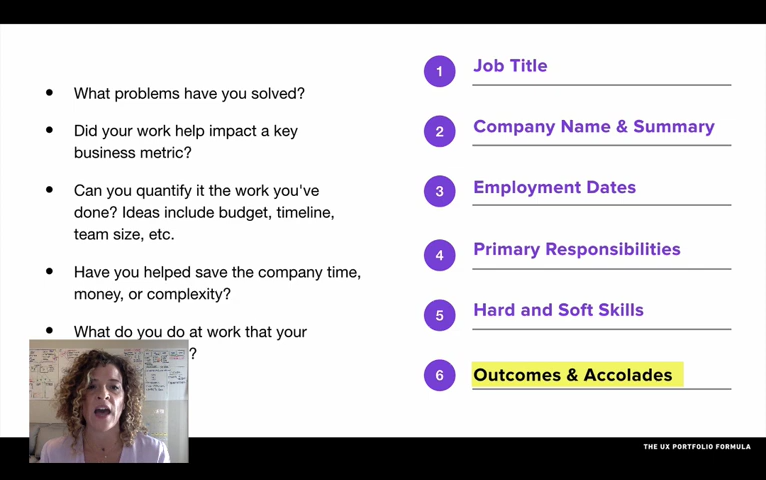 What problems have you solved?
Did your work help impact a key
business metric?
Can you quantify it the work you've
done? Ideas include budget, timeline,
team size, etc.
Have you helped save the company time,
money, or complexity?
What do you do at work that your
?
1 Job Title
2 Company Name & Summary
3 Employment Dates
4 Primary Responsibilities
5 Hard and Soft Skills
6 Outcomes & Accolades
THE UX PORTFOLIO FORMULA